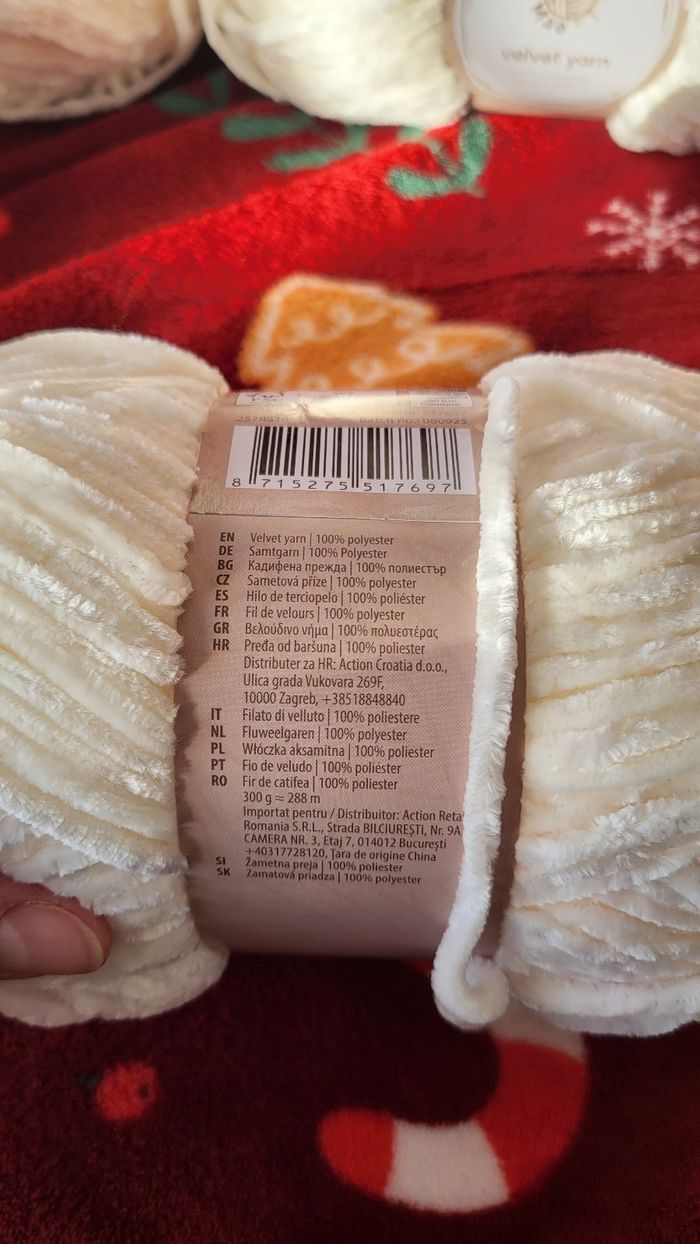 velvet yarn
Batch no.: 080925
8 715275 517697
EN Velvet yarn | 100% polyester
DE Samtgarn | 100% Polyester
BG Кадифена прежда | 100% полиестър
CZ Sametová příze | 100% polyester
ES Hilo de terciopelo | 100% poliéster
FR Fil de velours | 100% polyester
GR Βελούδινο νήμα | 100% πολυεστέρας
HR Pređa od baršuna | 100% poliester
Distributer za HR: Action Croatia d.o.o.,
Ulica grada Vukovara 269F,
10000 Zagreb, +38518848840
IT Filato di velluto | 100% poliestere
NL Fluweelgaren | 100% polyester
PL Włóczka aksamitna | 100% poliester
PT Fio de veludo | 100% poliéster
RO Fir de catifea | 100% poliester
300 g ≈ 288 m
Importat pentru / Distribuitor: Action Reta
Romania S.R.L., Strada BILCIUREȘTI, Nr. 9A
CAMERA NR. 3, Etaj 7, 014012 București
+40317728120, Țara de origine China
SI Žametna preja | 100% poliester
SK Zamatová priadza | 100% polyester